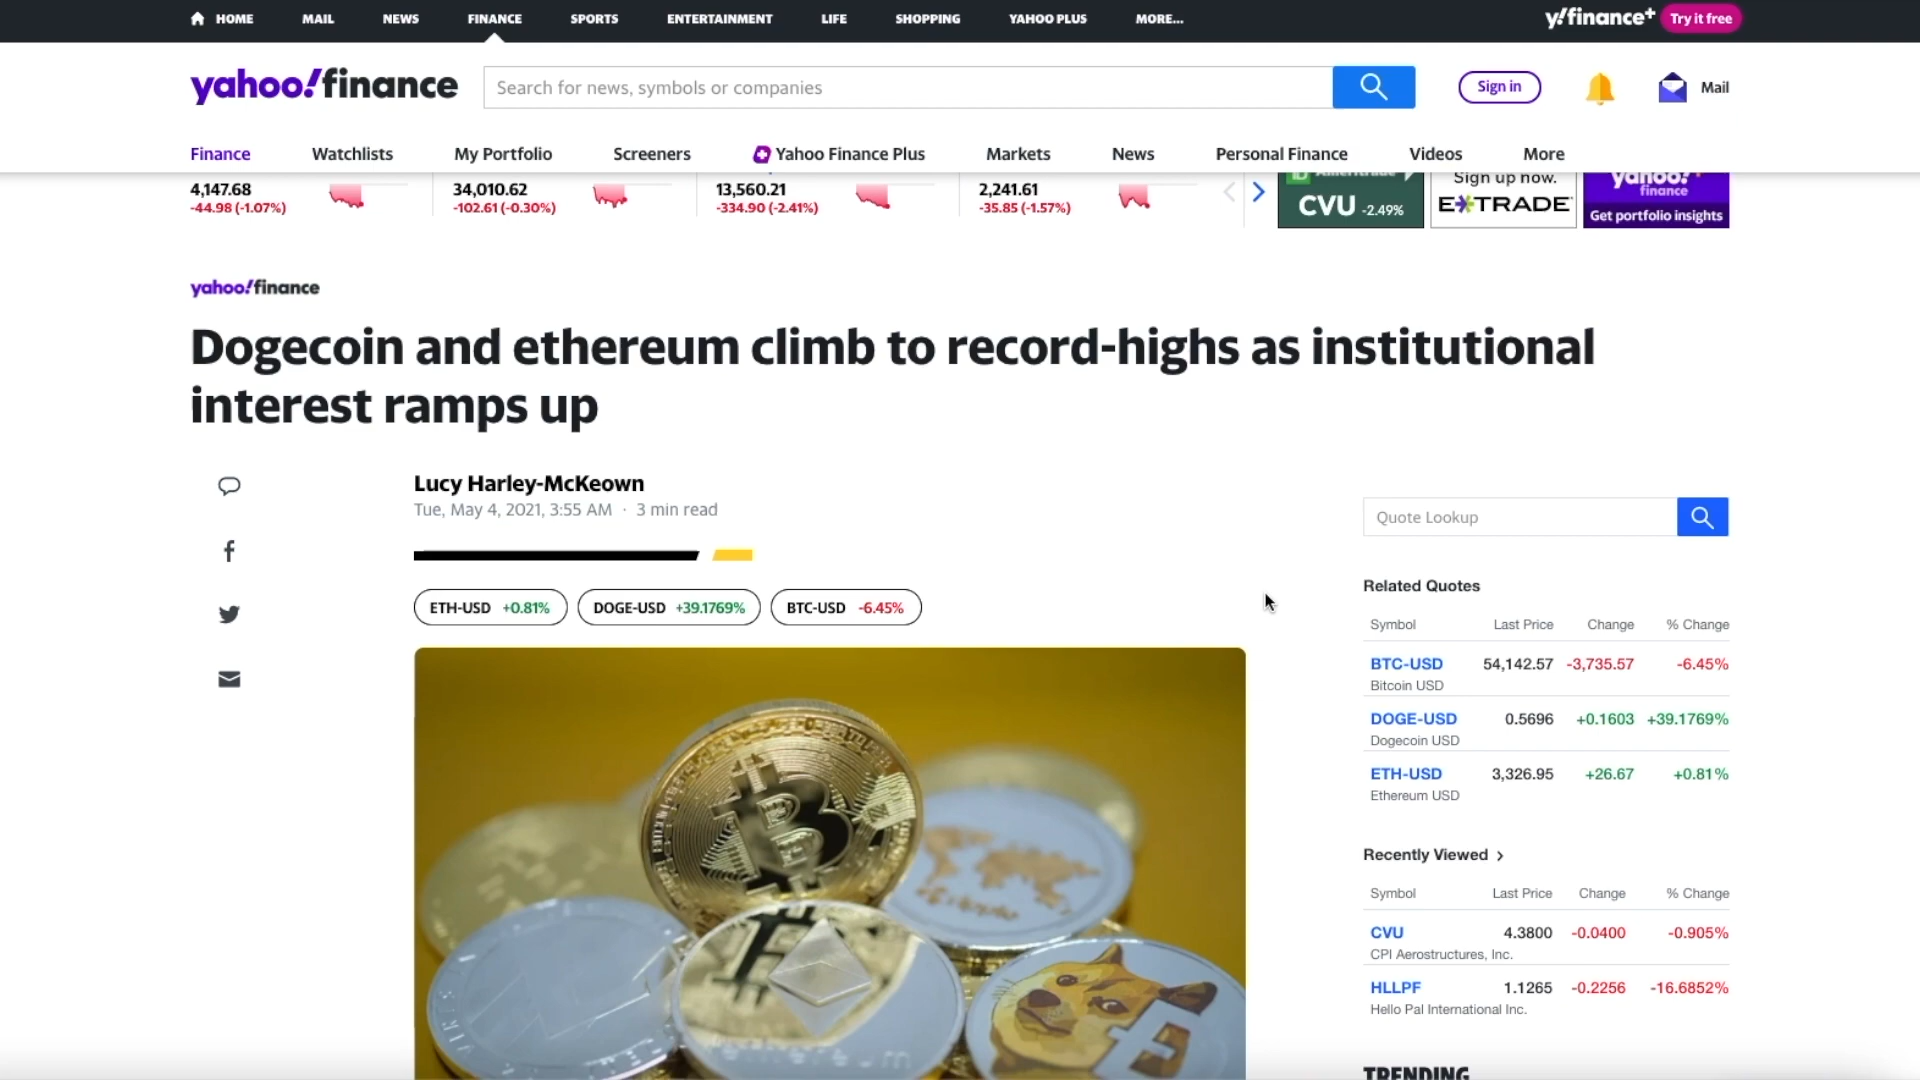 HOME MAIL NEWS FINANCE SPORTS ENTERTAINMENT LIFE SHOPPING YAHOO PLUS MORE...
y!finance+ Try it free
yahoo!finance
Search for news, symbols or companies
Sign in
Mail
Finance Watchlists My Portfolio Screeners Yahoo Finance Plus Markets News Personal Finance Videos More
4,147.68
-44.98 (-1.07%)
34,010.62
-102.61 (-0.30%)
13,560.21
-334.90 (-2.41%)
2,241.61
-35.85 (-1.57%)
CVU -2.49%
Sign up now.
E*TRADE
yahoo!
finance
Get portfolio insights
yahoo!finance
Dogecoin and ethereum climb to record-highs as institutional
interest ramps up
Lucy Harley-McKeown
Tue, May 4, 2021, 3:55 AM · 3 min read
ETH-USD +0.81%
DOGE-USD +39.1769%
BTC-USD -6.45%
Quote Lookup
Related Quotes
Symbol Last Price Change % Change
BTC-USD 54,142.57 -3,735.57 -6.45%
Bitcoin USD
DOGE-USD 0.5696 +0.1603 +39.1769%
Dogecoin USD
ETH-USD 3,326.95 +26.67 +0.81%
Ethereum USD
Recently Viewed >
Symbol Last Price Change % Change
CVU 4.3800 -0.0400 -0.905%
CPI Aerostructures, Inc.
HLLPF 1.1265 -0.2256 -16.6852%
Hello Pal International Inc.
TRENDING